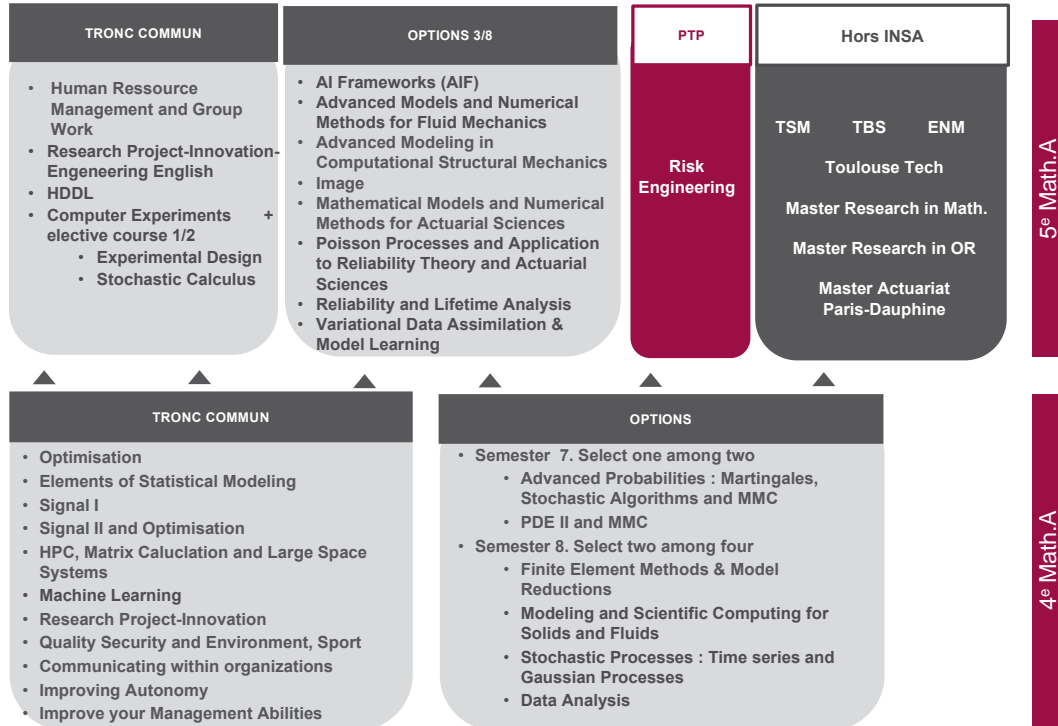 TRONC COMMUN
• Human Ressource
Management and Group
Work
• Research Project-Innovation-
Engeneering English
• HDDL
• Computer Experiments +
elective course 1/2
• Experimental Design
• Stochastic Calculus
OPTIONS 3/8
• AI Frameworks (AIF)
• Advanced Models and Numerical
Methods for Fluid Mechanics
• Advanced Modeling in
Computational Structural Mechanics
• Image
• Mathematical Models and Numerical
Methods for Actuarial Sciences
• Poisson Processes and Application
to Reliability Theory and Actuarial
Sciences
• Reliability and Lifetime Analysis
• Variational Data Assimilation &
Model Learning
PTP
Risk
Engineering
Hors INSA
TSM TBS ENM
Toulouse Tech
Master Research in Math.
Master Research in OR
Master Actuariat
Paris-Dauphine
5e Math.A
TRONC COMMUN
• Optimisation
• Elements of Statistical Modeling
• Signal I
• Signal II and Optimisation
• HPC, Matrix Caluclation and Large Space
Systems
• Machine Learning
• Research Project-Innovation
• Quality Security and Environment, Sport
• Communicating within organizations
• Improving Autonomy
• Improve your Management Abilities
OPTIONS
• Semester 7. Select one among two
• Advanced Probabilities : Martingales,
Stochastic Algorithms and MMC
• PDE II and MMC
• Semester 8. Select two among four
• Finite Element Methods & Model
Reductions
• Modeling and Scientific Computing for
Solids and Fluids
• Stochastic Processes : Time series and
Gaussian Processes
• Data Analysis
4e Math.A